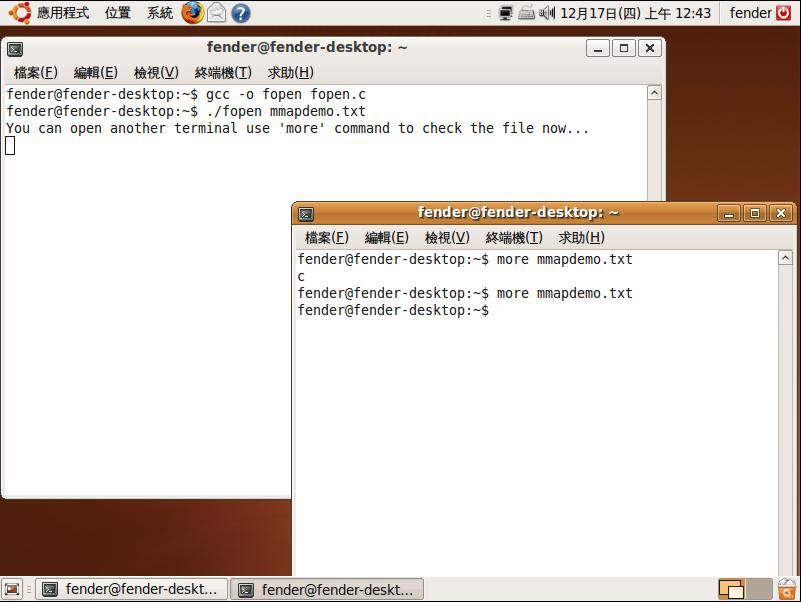 應用程式 位置 系統 12月17日(四) 上午 12:43 fender
fender@fender-desktop: ~
檔案(F) 編輯(E) 檢視(V) 終端機(T) 求助(H)
fender@fender-desktop:~$ gcc -o fopen fopen.c
fender@fender-desktop:~$ ./fopen mmapdemo.txt
You can open another terminal use 'more' command to check the file now...
fender@fender-desktop: ~
檔案(F) 編輯(E) 檢視(V) 終端機(T) 求助(H)
fender@fender-desktop:~$ more mmapdemo.txt
c
fender@fender-desktop:~$ more mmapdemo.txt
fender@fender-desktop:~$
fender@fender-deskt... fender@fender-deskt...